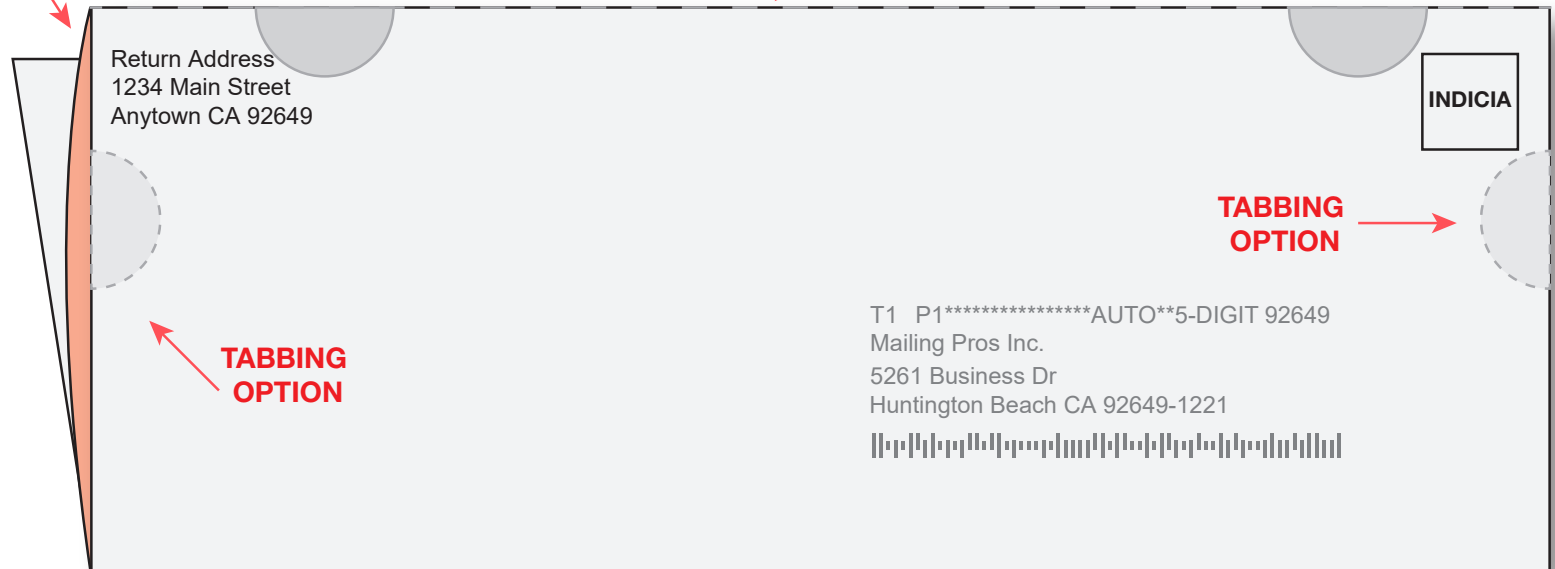 Return Address
1234 Main Street
Anytown CA 92649
INDICIA
TABBING
OPTION
T1 P1****************AUTO**5-DIGIT 92649
Mailing Pros Inc.
5261 Business Dr
Huntington Beach CA 92649-1221
TABBING
OPTION